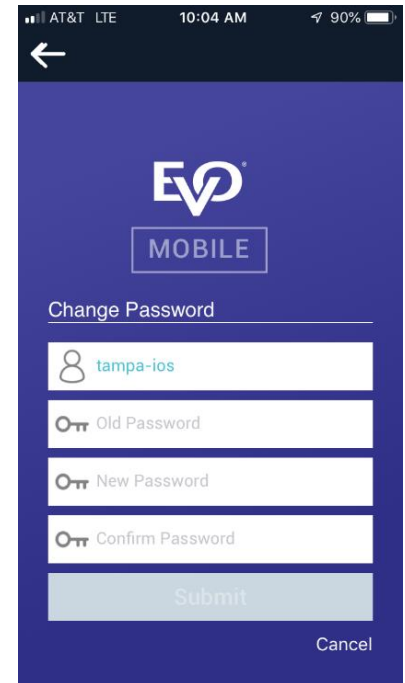 AT&T LTE 10:04 AM 90%
EVO®
MOBILE
Change Password
tampa-ios
Old Password
New Password
Confirm Password
Submit
Cancel